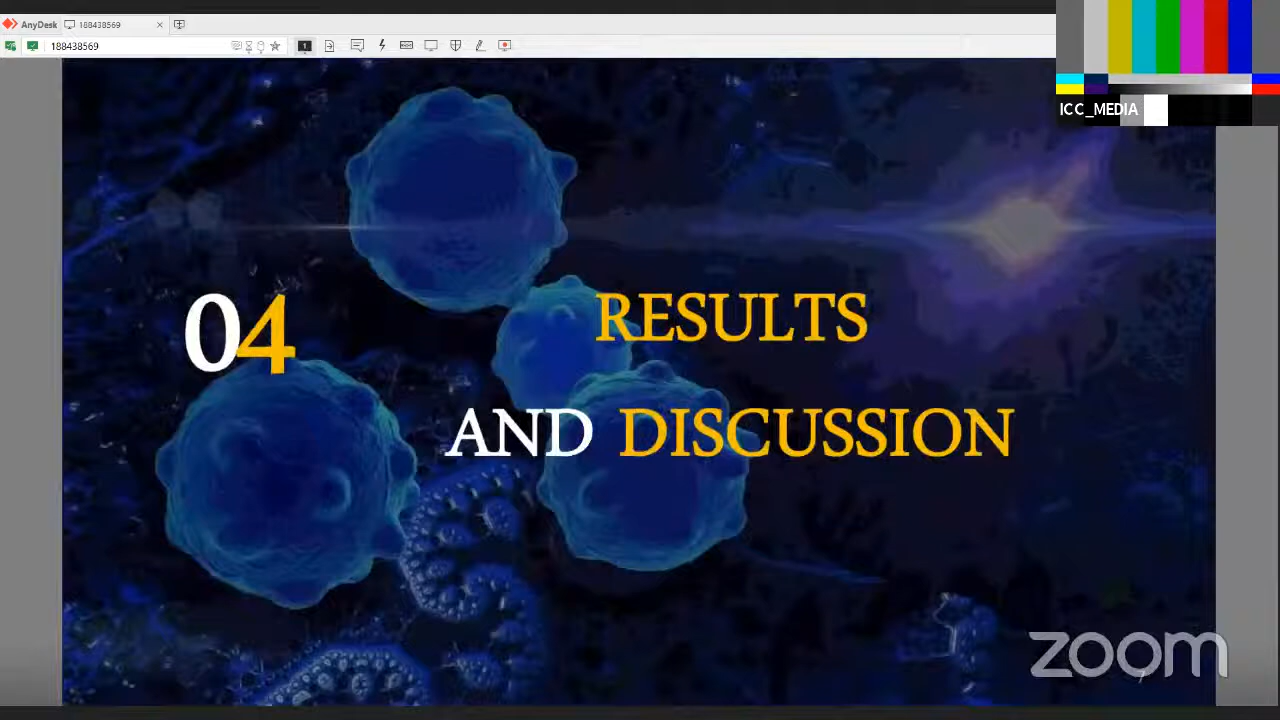 AnyDesk
188438569
188438569
ICC_MEDIA
04
RESULTS
AND DISCUSSION
zoom